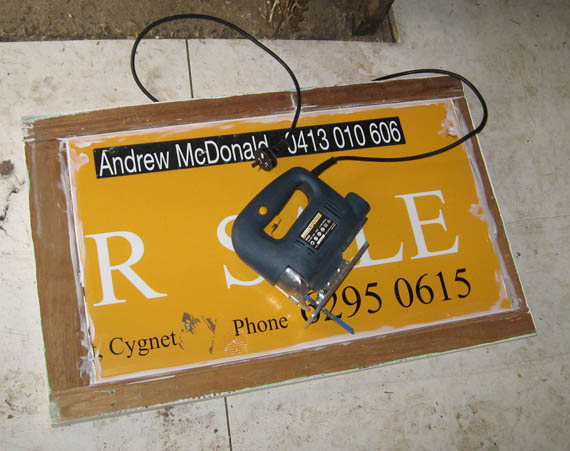 Andrew McDonald 0413 010 606
R S LE
, Cygnet Phone 6295 0615